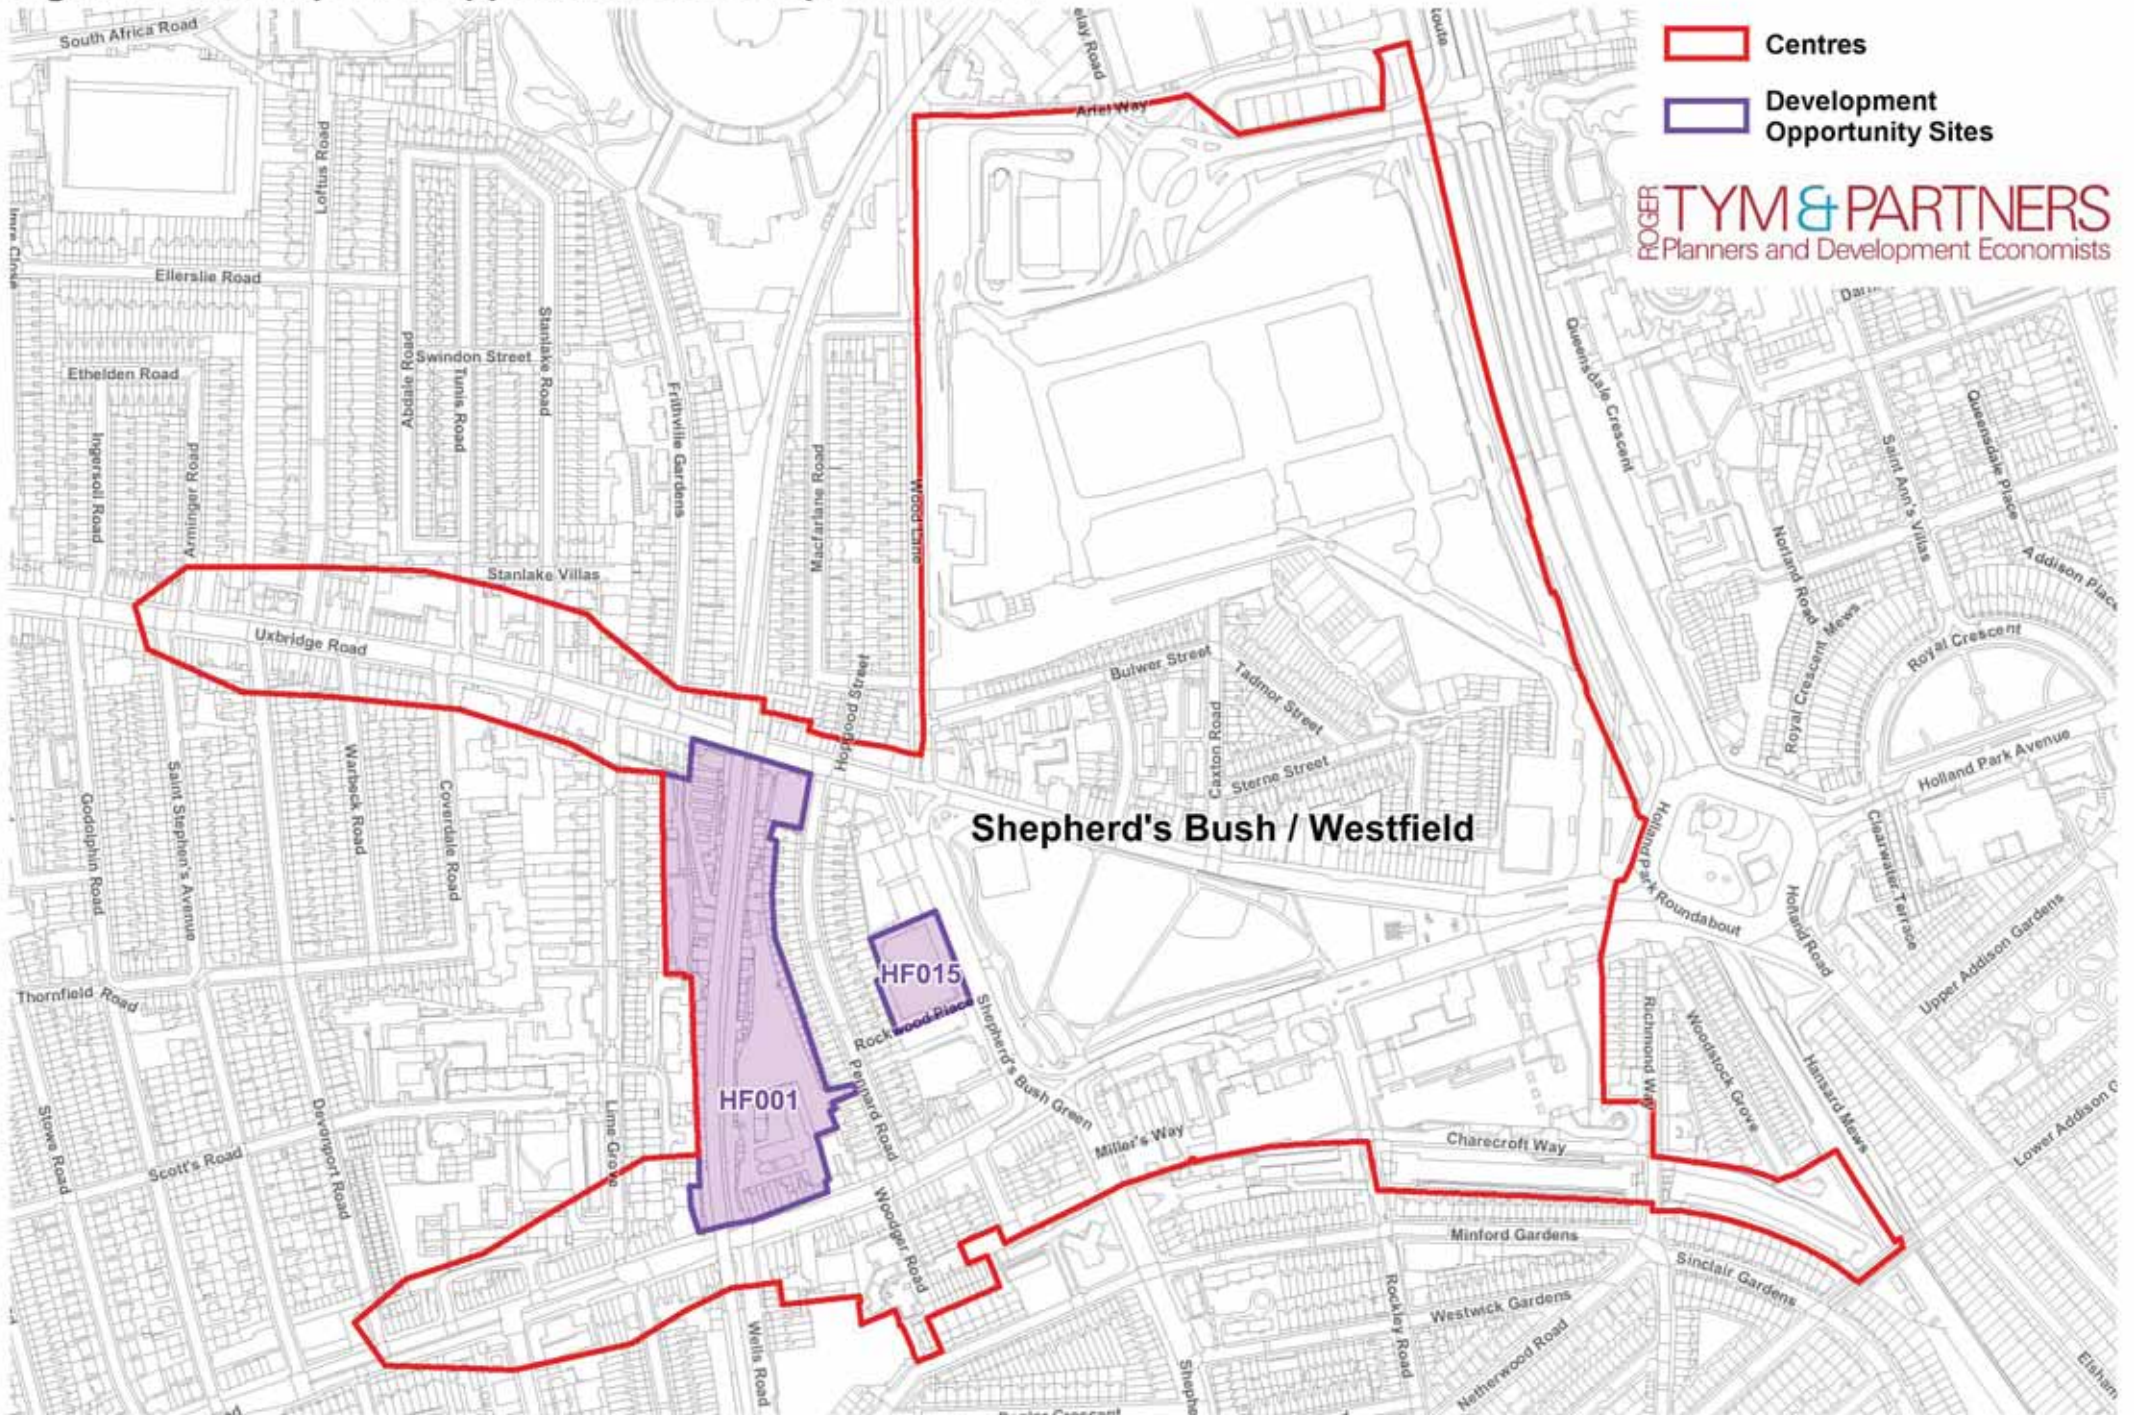 South Africa Road
Ariel Way
Centres
Development
Opportunity Sites
ROGER
TYM & PARTNERS
Planners and Development Economists
Loftus Road
Imre Close
Ellerslie Road
Stanlake Road
Swindon Street
Abdale Road
Tunis Road
Ethelden Road
Frithville Gardens
Ingersoll Road
Arminger Road
Macfarlane Road
Wood Lane
Queensdale Crescent
Queensdale Place
Saint Ann's Villas
Norland Road
Addison Place
Royal Crescent Mews
Royal Crescent
Stanlake Villas
Uxbridge Road
Hopgood Street
Bulwer Street
Tadmor Street
Caxton Road
Sterne Street
Holland Park Avenue
Shepherd's Bush / Westfield
Godolphin Road
Saint Stephen's Avenue
Warbeck Road
Coverdale Road
Holland Park Roundabout
Holland Road
Clearwater Terrace
Upper Addison Gardens
HF015
Rockwood Place
Thornfield Road
Shepherd's Bush Green
Richmond Way
Woodstock Grove
Hansard Mews
HF001
Pennard Road
Stowe Road
Scott's Road
Devonport Road
Lime Grove
Miller's Way
Charecroft Way
Lower Addison G
Woodger Road
Minford Gardens
Sinclair Gardens
Westwick Gardens
Rockley Road
Netherwood Road
Wells Road
Shephe
Elsham